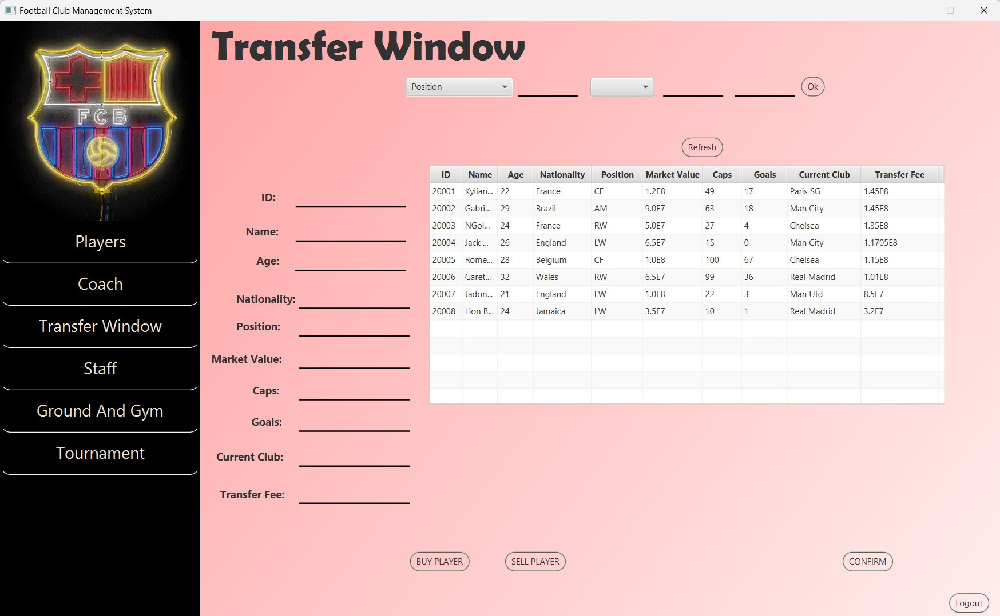 Football Club Management System
FCB
Players
Coach
Transfer Window
Staff
Ground And Gym
Tournament
Transfer Window
Position Ok
Refresh
ID:
Name:
Age:
Nationality:
Position:
Market Value:
Caps:
Goals:
Current Club:
Transfer Fee:
ID Name Age Nationality Position Market Value Caps Goals Current Club Transfer Fee
20001 Kylian... 22 France CF 1.2E8 49 17 Paris SG 1.45E8
20002 Gabri... 29 Brazil AM 9.0E7 63 18 Man City 1.45E8
20003 NGol... 24 France RW 5.0E7 27 4 Chelsea 1.35E8
20004 Jack ... 26 England LW 6.5E7 15 0 Man City 1.1705E8
20005 Rome... 28 Belgium CF 1.0E8 100 67 Chelsea 1.15E8
20006 Garet... 32 Wales RW 6.5E7 99 36 Real Madrid 1.01E8
20007 Jadon... 21 England LW 1.0E8 22 3 Man Utd 8.5E7
20008 Lion B... 24 Jamaica LW 3.5E7 10 1 Real Madrid 3.2E7
BUY PLAYER SELL PLAYER CONFIRM
Logout